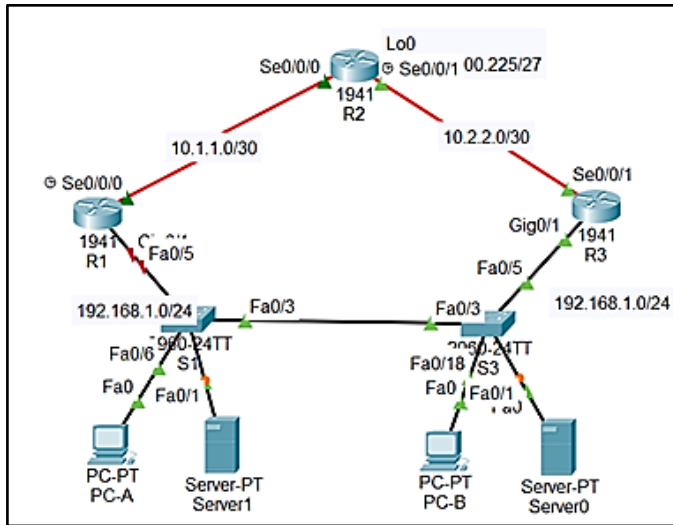 Lo0
Se0/0/0
Se0/0/1
00.225/27
1941
R2
10.1.1.0/30
10.2.2.0/30
Se0/0/0
Se0/0/1
1941
R1
Fa0/5
Gig0/1
1941
R3
Fa0/5
192.168.1.0/24
192.168.1.0/24
Fa0/3
Fa0/3
960-24TT
S1
2960-24TT
S3
Fa0/6
Fa0
Fa0/1
Fa0/18
Fa0
Fa0/1
PC-PT
PC-A
Server-PT
Server1
PC-PT
PC-B
Server-PT
Server0